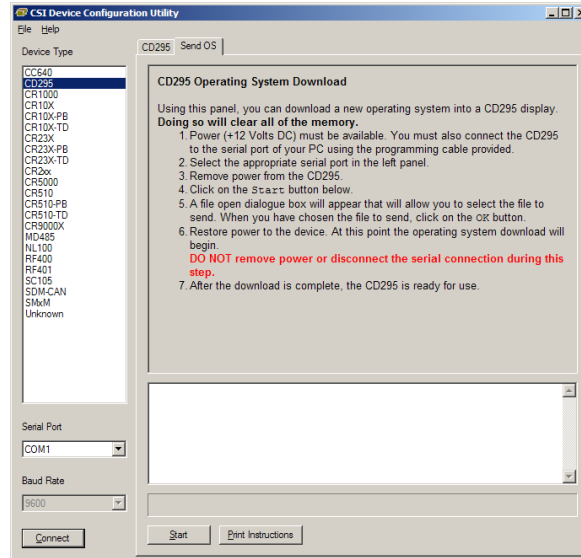 CSI Device Configuration Utility
File Help
Device Type
CC640
CD295
CR1000
CR10X
CR10X-PB
CR10X-TD
CR23X
CR23X-PB
CR23X-TD
CR2xx
CR5000
CR510
CR510-PB
CR510-TD
CR9000X
MD485
NL100
RF400
RF401
SC105
SDM-CAN
SMxM
Unknown
Serial Port
COM1
Baud Rate
9600
Connect
CD295 Send OS
CD295 Operating System Download
Using this panel, you can download a new operating system into a CD295 display.
Doing so will clear all of the memory.
1. Power (+12 Volts DC) must be available. You must also connect the CD295
to the serial port of your PC using the programming cable provided.
2. Select the appropriate serial port in the left panel.
3. Remove power from the CD295.
4. Click on the Start button below.
5. A file open dialogue box will appear that will allow you to select the file to
send. When you have chosen the file to send, click on the OK button.
6. Restore power to the device. At this point the operating system download will
begin.
DO NOT remove power or disconnect the serial connection during this
step.
7. After the download is complete, the CD295 is ready for use.
Start Print Instructions